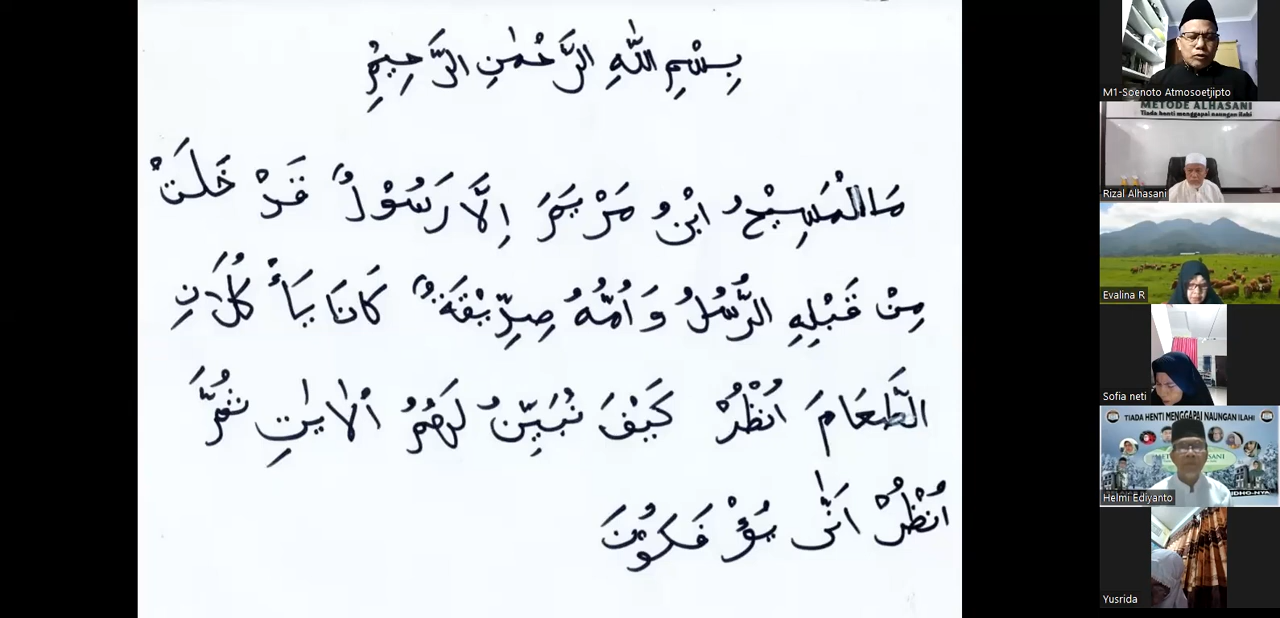 بِسْمِ اللّٰهِ الرَّحْمٰنِ الرَّحِيْمِ
مَاالْمَسِيْحُ ابْنُ مَرْيَمَ اِلَّا رَسُوْلٌ قَدْ خَلَتْ
مِنْ قَبْلِهِ الرُّسُلُ وَاُمُّهُ صِدِّيْقَةٌ كَانَا يَأْ كُلَانِ
الطَّعَامَ اُنْظُرْ كَيْفَ نُبَيِّنُ لَهُمُ الْاٰيٰتِ ثُمَّ
اُنْظُرْ اَنّٰى يُؤْفَكُوْنَ
M1-Soenoto Atmosoetjipto
METODE ALHASANI
Tiada henti menggapai naungan Ilahi
Rizal Alhasani
Evalina R
Sofia neti
TIADA HENTI MENGGAPAI NAUNGAN ILAHI
Helmi Ediyanto
Yusrida